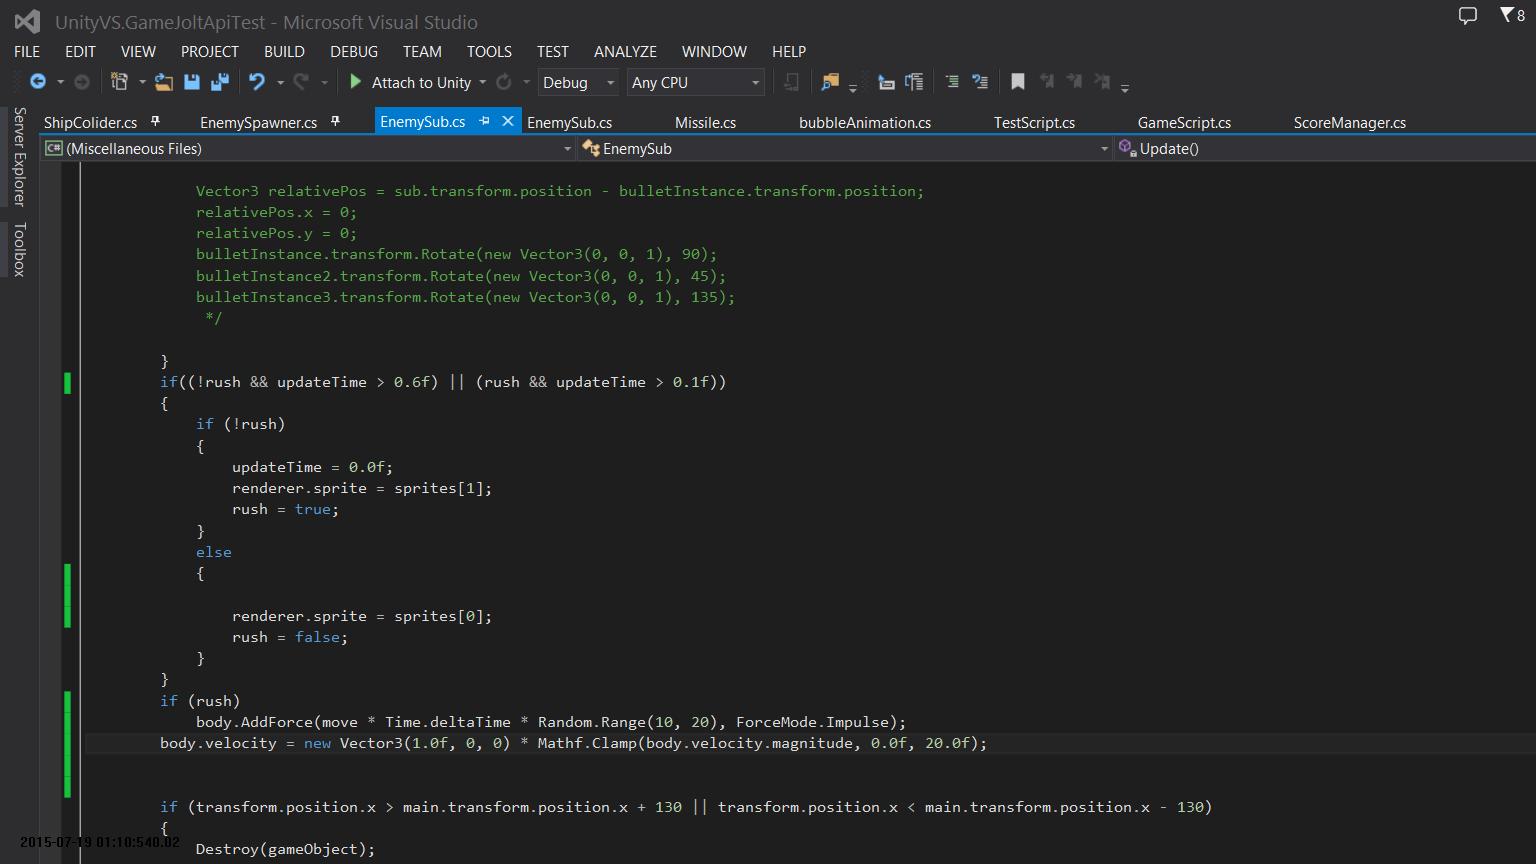 UnityVS.GameJoltApiTest - Microsoft Visual Studio
8
FILE EDIT VIEW PROJECT BUILD DEBUG TEAM TOOLS TEST ANALYZE WINDOW HELP
Attach to Unity Debug Any CPU
Server Explorer
Toolbox
ShipColider.cs EnemySpawner.cs EnemySub.cs EnemySub.cs Missile.cs bubbleAnimation.cs TestScript.cs GameScript.cs ScoreManager.cs
C# (Miscellaneous Files) EnemySub Update()
Vector3 relativePos = sub.transform.position - bulletInstance.transform.position;
relativePos.x = 0;
relativePos.y = 0;
bulletInstance.transform.Rotate(new Vector3(0, 0, 1), 90);
bulletInstance2.transform.Rotate(new Vector3(0, 0, 1), 45);
bulletInstance3.transform.Rotate(new Vector3(0, 0, 1), 135);
*/
}
if((!rush && updateTime > 0.6f) || (rush && updateTime > 0.1f))
{
if (!rush)
{
updateTime = 0.0f;
renderer.sprite = sprites[1];
rush = true;
}
else
{
renderer.sprite = sprites[0];
rush = false;
}
}
if (rush)
body.AddForce(move * Time.deltaTime * Random.Range(10, 20), ForceMode.Impulse);
body.velocity = new Vector3(1.0f, 0, 0) * Mathf.Clamp(body.velocity.magnitude, 0.0f, 20.0f);
if (transform.position.x > main.transform.position.x + 130 || transform.position.x < main.transform.position.x - 130)
{
2015-07-19 01:10:540.02
Destroy(gameObject);